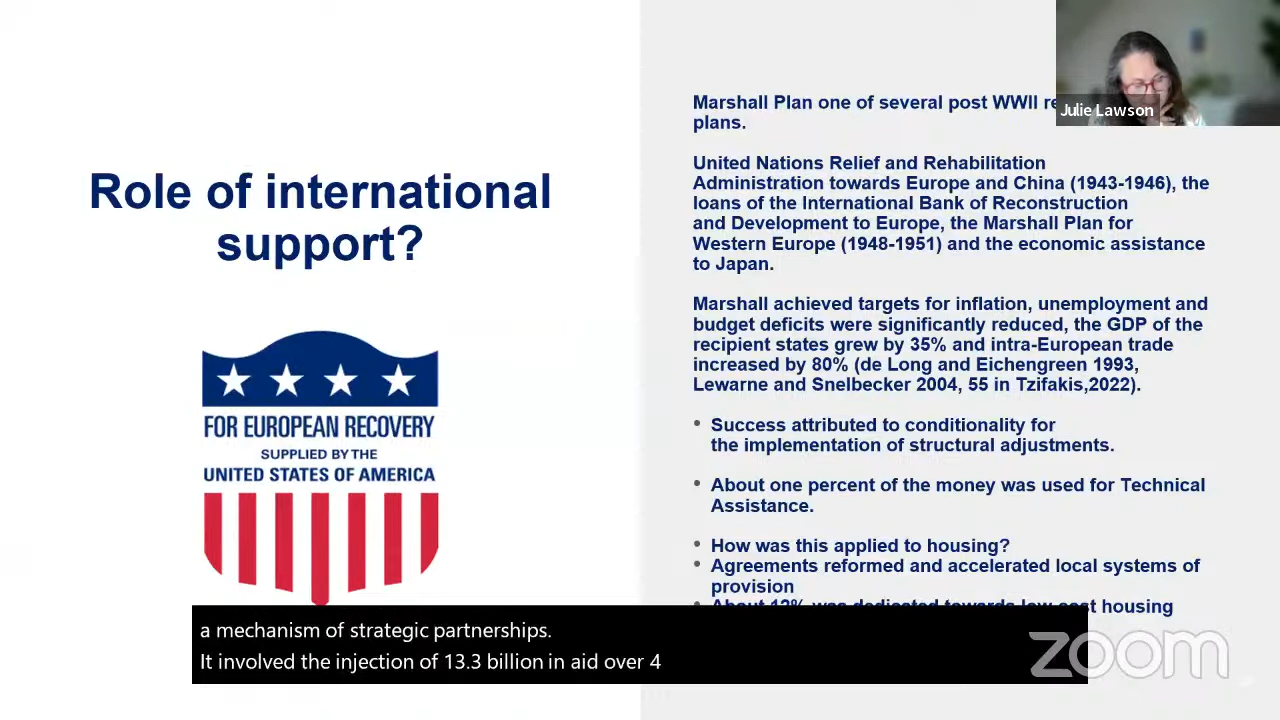 Role of international
support?
FOR EUROPEAN RECOVERY
SUPPLIED BY THE
UNITED STATES OF AMERICA
Marshall Plan one of several post WWII
plans.
United Nations Relief and Rehabilitation
Administration towards Europe and China (1943-1946), the
loans of the International Bank of Reconstruction
and Development to Europe, the Marshall Plan for
Western Europe (1948-1951) and the economic assistance
to Japan.
Marshall achieved targets for inflation, unemployment and
budget deficits were significantly reduced, the GDP of the
recipient states grew by 35% and intra-European trade
increased by 80% (de Long and Eichengreen 1993,
Lewarne and Snelbecker 2004, 55 in Tzifakis,2022).
• Success attributed to conditionality for
the implementation of structural adjustments.
• About one percent of the money was used for Technical
Assistance.
• How was this applied to housing?
• Agreements reformed and accelerated local systems of
provision
• About 12% was dedicated towards low cost housing
Julie Lawson
a mechanism of strategic partnerships.
It involved the injection of 13.3 billion in aid over 4
zoom